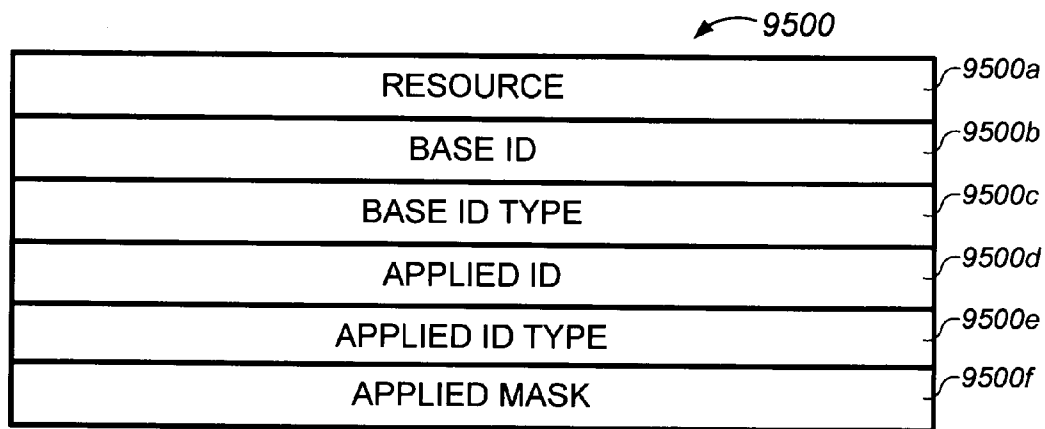 9500
RESOURCE 9500a
BASE ID 9500b
BASE ID TYPE 9500c
APPLIED ID 9500d
APPLIED ID TYPE 9500e
APPLIED MASK 9500f